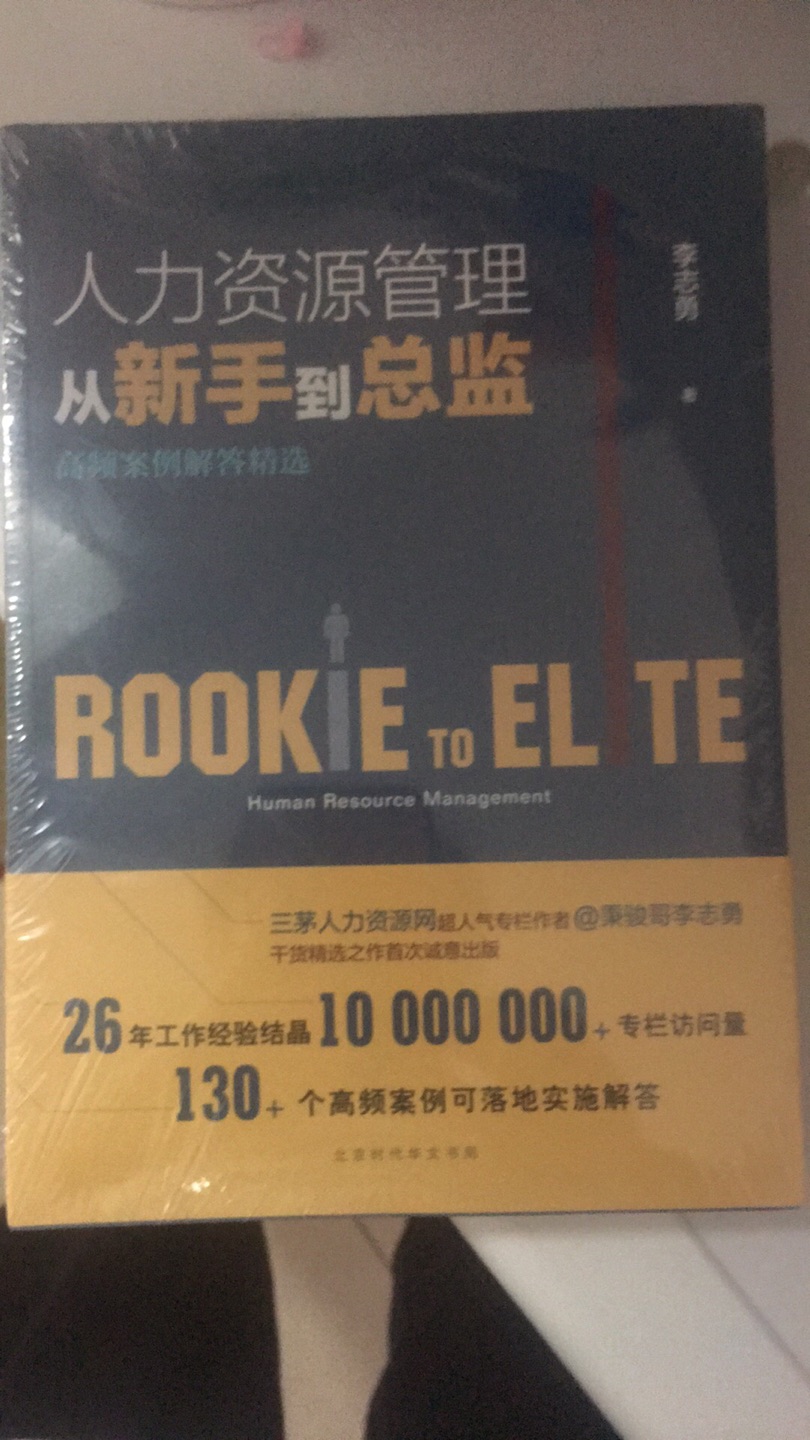 人力资源管理
从新手到总监
高频案例解答精选
李志勇 著
ROOKiE TO ELITE
Human Resource Management
三茅人力资源网超人气专栏作者@秉骏哥李志勇
干货精选之作首次诚意出版
26年工作经验结晶10 000 000+专栏访问量
130+个高频案例可落地实施解答
北京时代华文书局